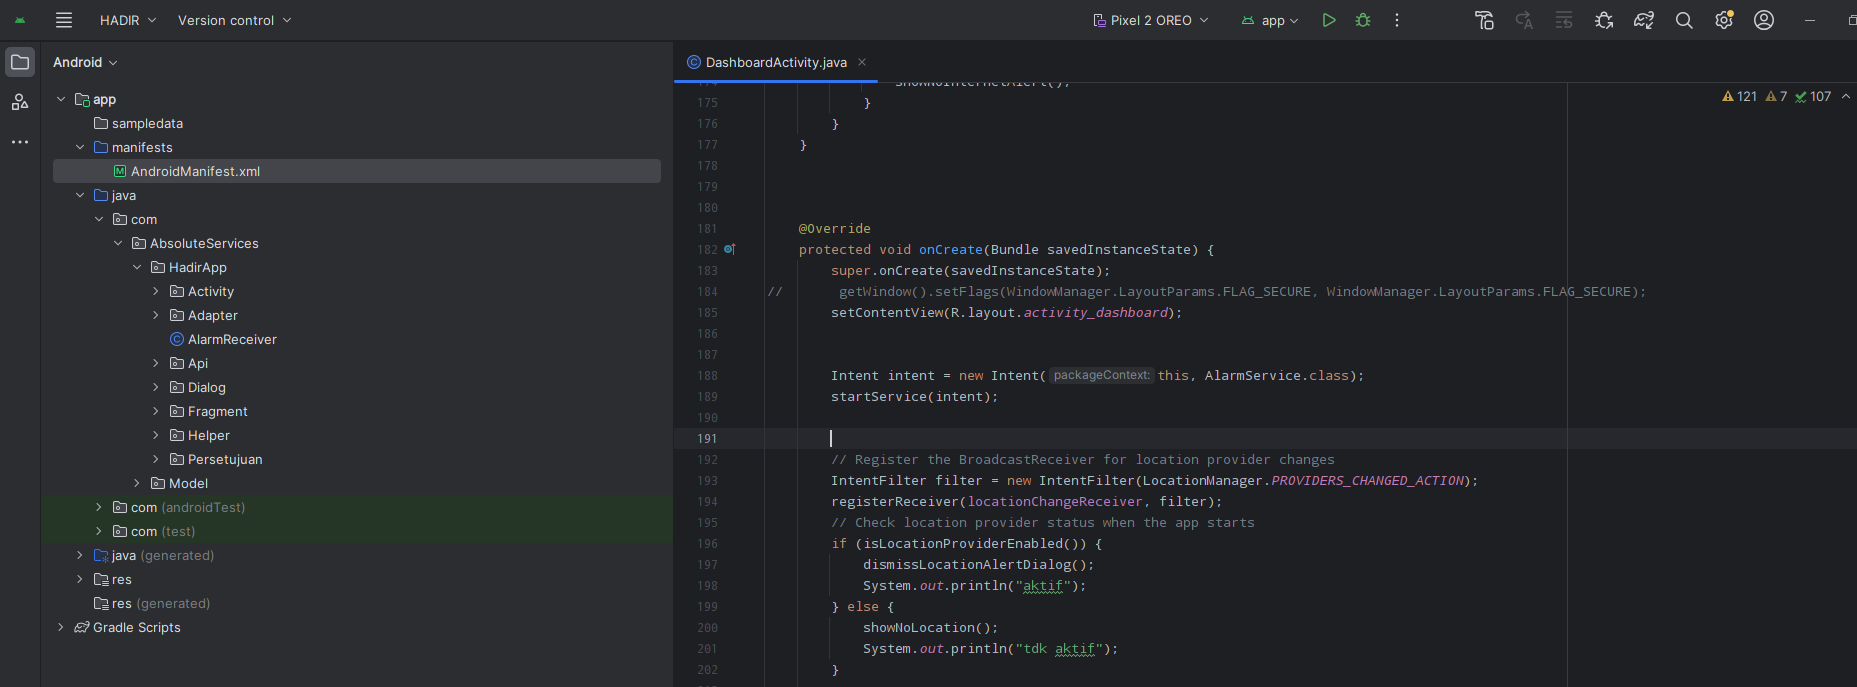 HADIR Version control Pixel 2 OREO app
Android
app
sampledata
manifests
AndroidManifest.xml
java
com
AbsoluteServices
HadirApp
Activity
Adapter
AlarmReceiver
Api
Dialog
Fragment
Helper
Persetujuan
Model
com (androidTest)
com (test)
java (generated)
res
res (generated)
Gradle Scripts
DashboardActivity.java
121 7 107
174 showNoInternetAlert();
175 }
176 }
177 }
178
179
180
181 @Override
182 protected void onCreate(Bundle savedInstanceState) {
183 super.onCreate(savedInstanceState);
184 // getWindow().setFlags(WindowManager.LayoutParams.FLAG_SECURE, WindowManager.LayoutParams.FLAG_SECURE);
185 setContentView(R.layout.activity_dashboard);
186
187
188 Intent intent = new Intent( packageContext: this, AlarmService.class);
189 startService(intent);
190
191
192 // Register the BroadcastReceiver for location provider changes
193 IntentFilter filter = new IntentFilter(LocationManager.PROVIDERS_CHANGED_ACTION);
194 registerReceiver(locationChangeReceiver, filter);
195 // Check location provider status when the app starts
196 if (isLocationProviderEnabled()) {
197 dismissLocationAlertDialog();
198 System.out.println("aktif");
199 } else {
200 showNoLocation();
201 System.out.println("tdk aktif");
202 }